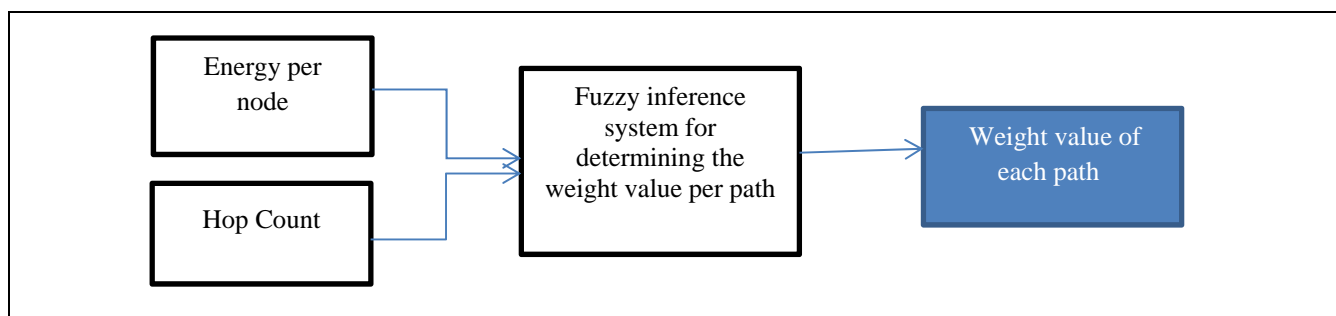 Energy per
node
Hop Count
Fuzzy inference
system for
determining the
weight value per path
Weight value of
each path